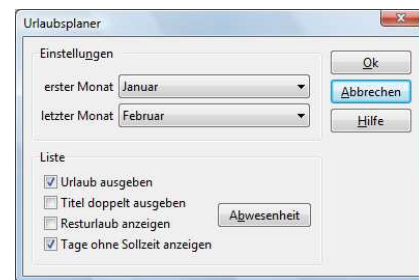 Urlaubsplaner
Einstellungen
erster Monat Januar
letzter Monat Februar
Ok
Abbrechen
Hilfe
Liste
Urlaub ausgeben
Titel doppelt ausgeben
Resturlaub anzeigen
Tage ohne Sollzeit anzeigen
Abwesenheit